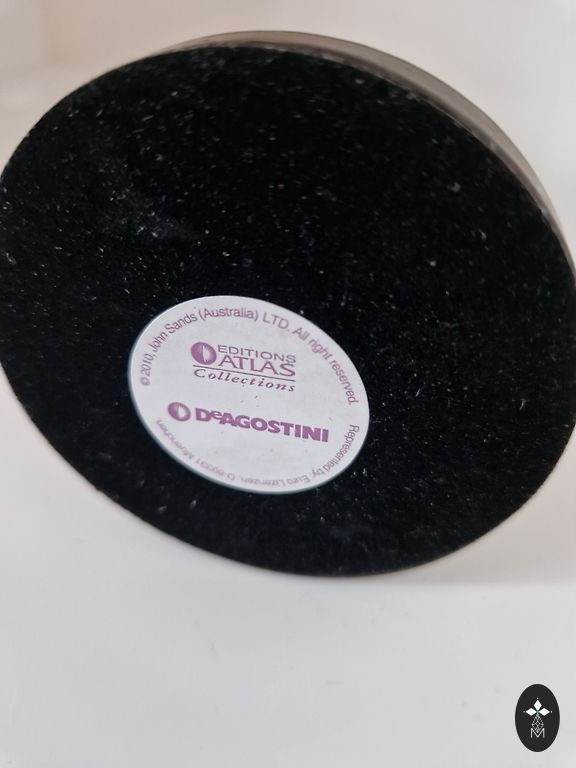 © 2010, John Sands (Australia) LTD. All right reserved.
EDITIONS
ATLAS
Collections
DeAGOSTINI
Represented by Euro Lizenzen, D-80331 Muenchen
M